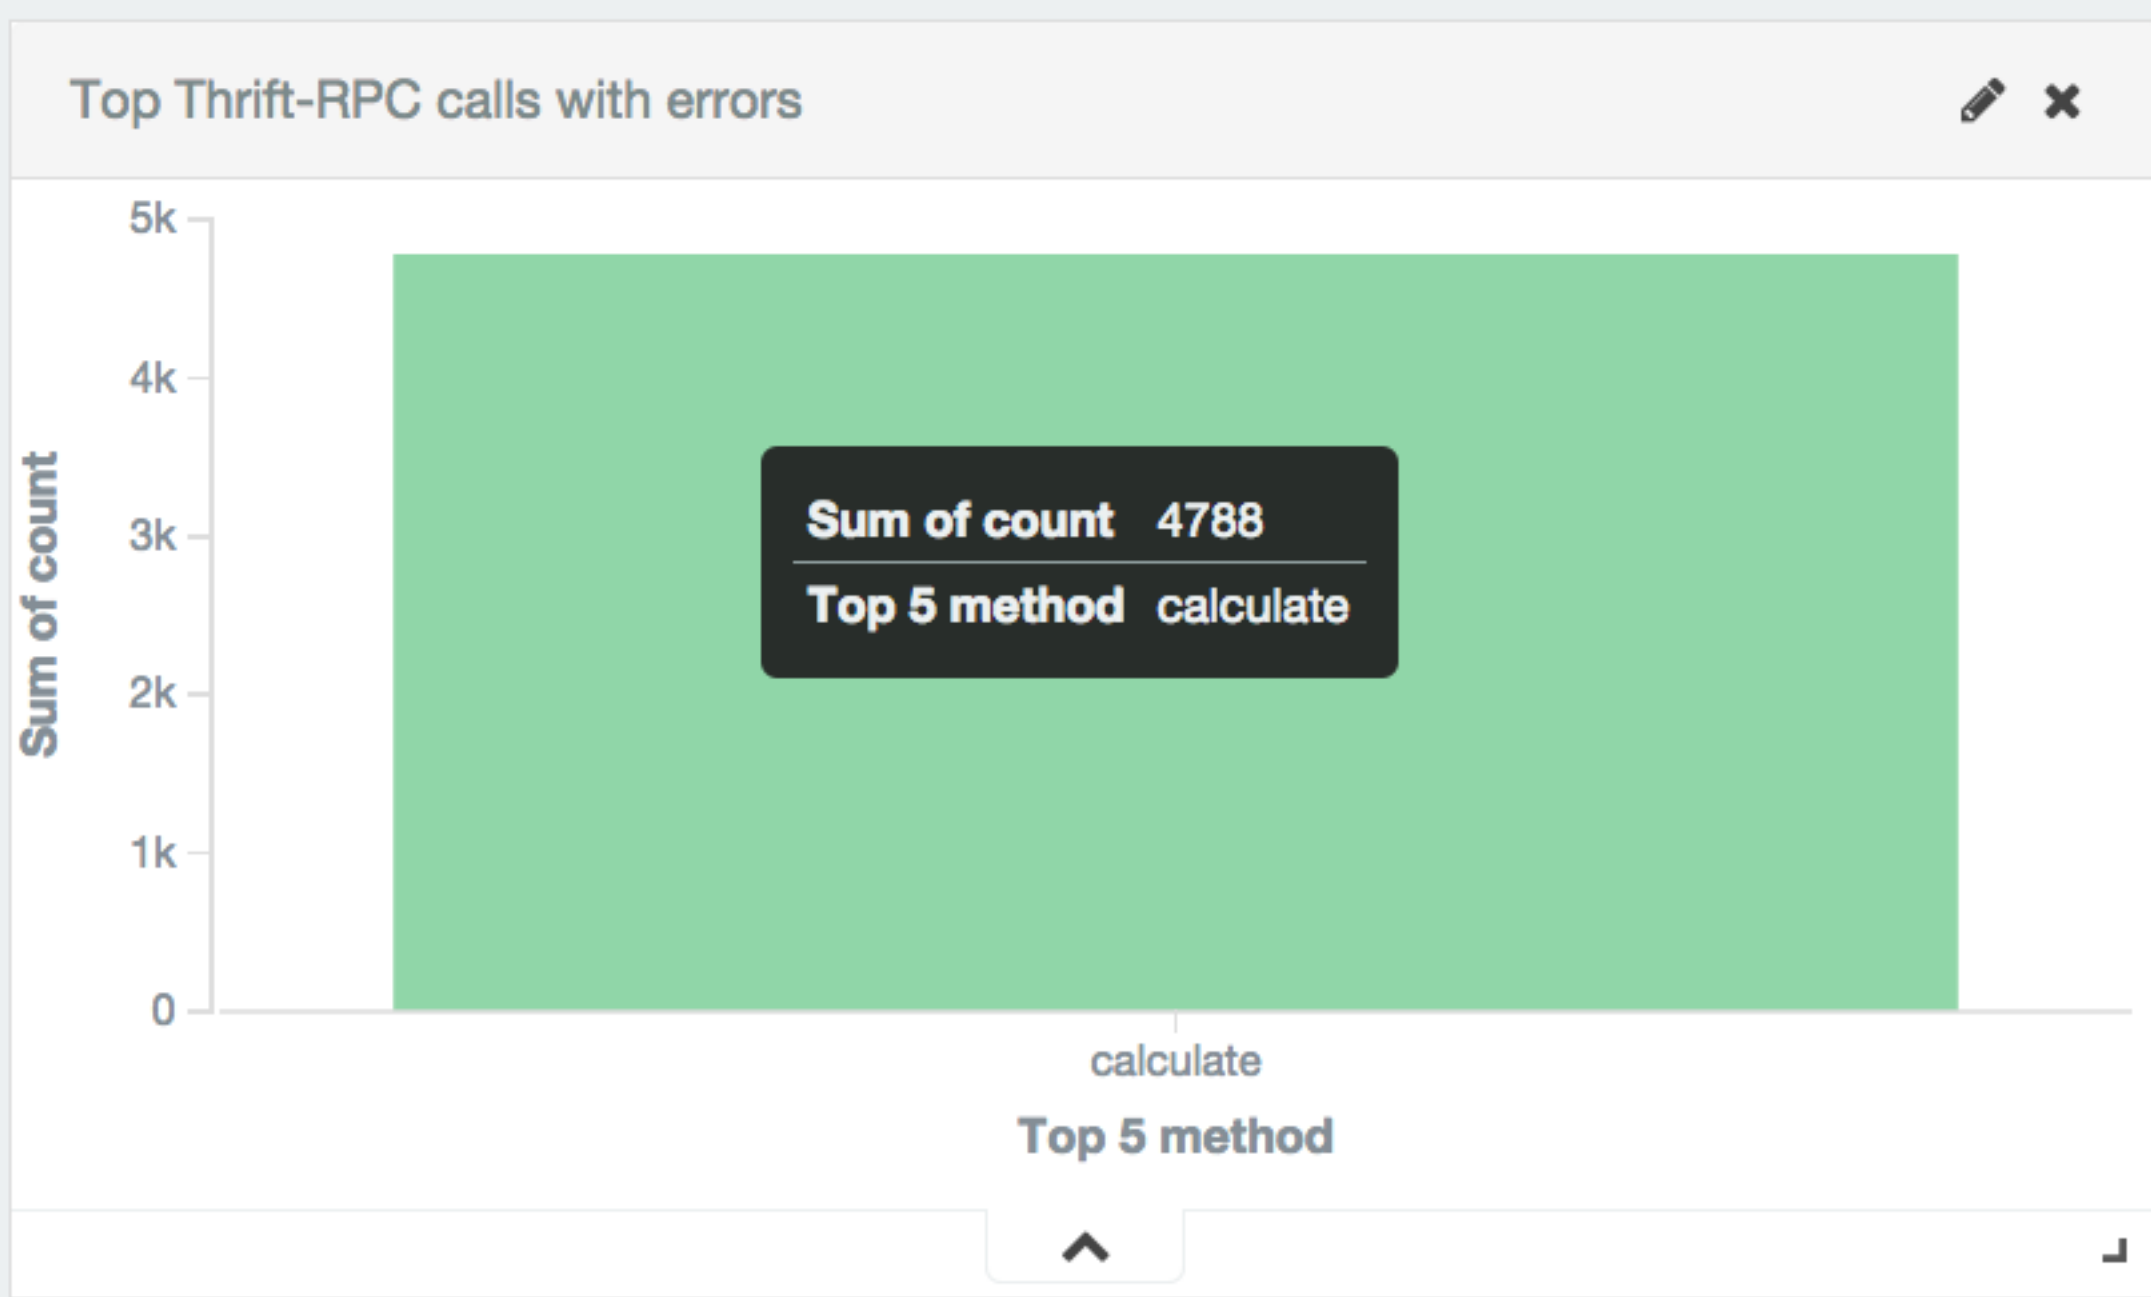 Top Thrift-RPC calls with errors
5k
4k
3k
2k
1k
0
Sum of count
Sum of count 4788
Top 5 method calculate
calculate
Top 5 method